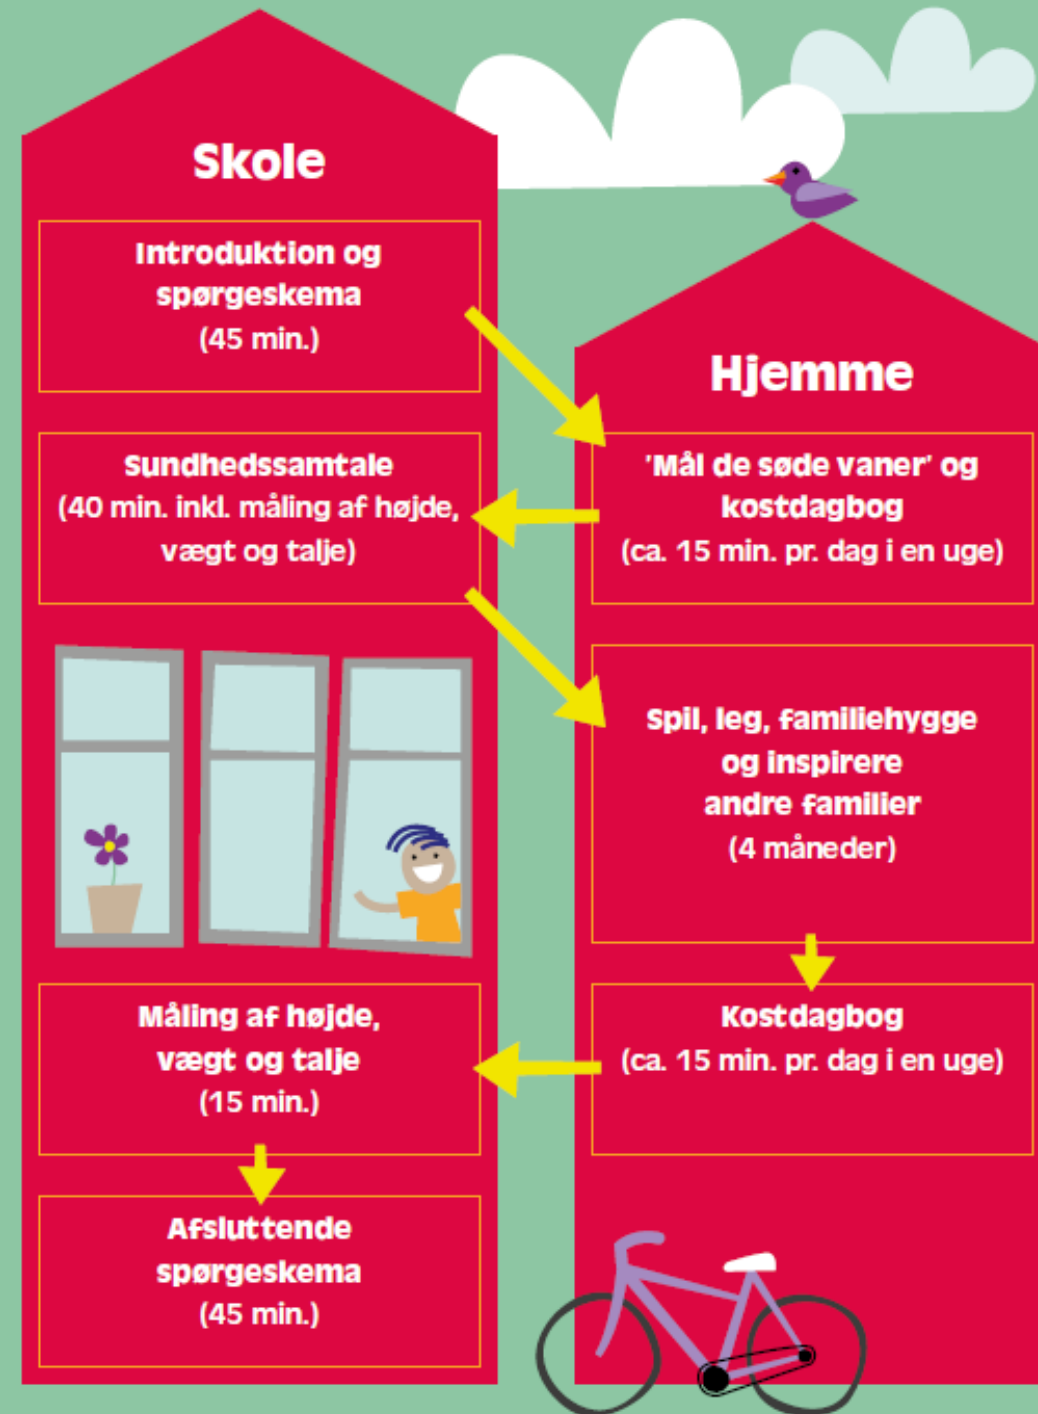 Skole
Introduktion og
spørgeskema
(45 min.)
Sundhedssamtale
(40 min. inkl. måling af højde,
vægt og talje)
Måling af højde,
vægt og talje
(15 min.)
Afsluttende
spørgeskema
(45 min.)
Hjemme
'Mål de søde vaner' og
kostdagbog
(ca. 15 min. pr. dag i en uge)
Spil, leg, familiehygge
og inspirere
andre familier
(4 måneder)
Kostdagbog
(ca. 15 min. pr. dag i en uge)